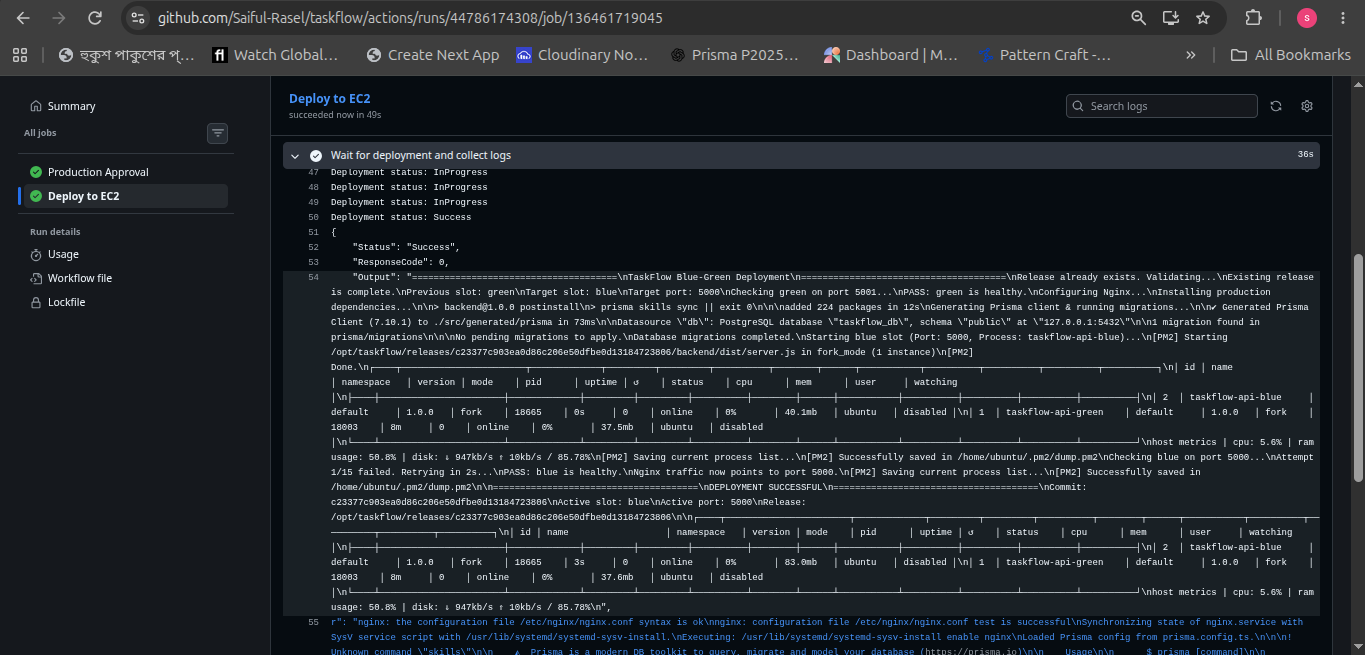 github.com/Saiful-Rasel/taskflow/actions/runs/44786174308/job/136461719045
S
হুকুশ পাকুশের প্...
fi Watch Global...
Create Next App
Cloudinary No...
Prisma P2025...
Dashboard | M...
Pattern Craft -...
»
All Bookmarks
Summary
All jobs
Production Approval
Deploy to EC2
Run details
Usage
Workflow file
Lockfile
Deploy to EC2
succeeded now in 49s
Search logs
Wait for deployment and collect logs 36s
47 Deployment status: InProgress
48 Deployment status: InProgress
49 Deployment status: InProgress
50 Deployment status: Success
51 {
52 "Status": "Success",
53 "ResponseCode": 0,
54 "Output": "=====================================\nTaskFlow Blue-Green Deployment\n=====================================\nRelease already exists. Validating...\nExisting release
is complete.\nPrevious slot: green\nTarget slot: blue\nTarget port: 5000\nChecking green on port 5001...\nPASS: green is healthy.\nConfiguring Nginx...\nInstalling production
dependencies...\n\n> backend@1.0.0 postinstall\n> prisma skills sync || exit 0\n\n\nadded 224 packages in 12s\nGenerating Prisma client & running migrations...\n\n✔ Generated Prisma
Client (7.10.1) to ./src/generated/prisma in 73ms\n\nDatasource \"db\": PostgreSQL database \"taskflow_db\", schema \"public\" at \"127.0.0.1:5432\"\n\n1 migration found in
prisma/migrations\n\n\nNo pending migrations to apply.\nDatabase migrations completed.\nStarting blue slot (Port: 5000, Process: taskflow-api-blue)...\n[PM2] Starting
/opt/taskflow/releases/c23377c903ea0d86c206e50dfbe0d13184723806/backend/dist/server.js in fork_mode (1 instance)\n[PM2]
Done.\n \n│ id │ name
│ namespace │ version │ mode │ pid │ uptime │ ↺ │ status │ cpu │ mem │ user │ watching
│\n \n│ 2 │ taskflow-api-blue │
default │ 1.0.0 │ fork │ 18665 │ 0s │ 0 │ online │ 0% │ 40.1mb │ ubuntu │ disabled │\n│ 1 │ taskflow-api-green │ default │ 1.0.0 │ fork │
18003 │ 8m │ 0 │ online │ 0% │ 37.5mb │ ubuntu │ disabled
│\n \nhost metrics | cpu: 5.6% | ram
usage: 50.8% | disk: ⇓ 947kb/s ⇑ 10kb/s / 85.78%\n[PM2] Saving current process list...\n[PM2] Successfully saved in /home/ubuntu/.pm2/dump.pm2\nChecking blue on port 5000...\nAttempt
1/15 failed. Retrying in 2s...\nPASS: blue is healthy.\nNginx traffic now points to port 5000.\n[PM2] Saving current process list...\n[PM2] Successfully saved in
/home/ubuntu/.pm2/dump.pm2\n\n=====================================\nDEPLOYMENT SUCCESSFUL\n=====================================\nCommit:
c23377c903ea0d86c206e50dfbe0d13184723806\nActive slot: blue\nActive port: 5000\nRelease:
/opt/taskflow/releases/c23377c903ea0d86c206e50dfbe0d13184723806\n\n
\n│ id │ name │ namespace │ version │ mode │ pid │ uptime │ ↺ │ status │ cpu │ mem │ user │ watching
│\n \n│ 2 │ taskflow-api-blue │
default │ 1.0.0 │ fork │ 18665 │ 3s │ 0 │ online │ 0% │ 83.0mb │ ubuntu │ disabled │\n│ 1 │ taskflow-api-green │ default │ 1.0.0 │ fork │
18003 │ 8m │ 0 │ online │ 0% │ 37.6mb │ ubuntu │ disabled
│\n \nhost metrics | cpu: 5.6% | ram
usage: 50.8% | disk: ⇓ 947kb/s ⇑ 10kb/s / 85.78%\n",
55 r": "nginx: the configuration file /etc/nginx/nginx.conf syntax is ok\nnginx: configuration file /etc/nginx/nginx.conf test is successful\nSynchronizing state of nginx.service with
SysV service script with /usr/lib/systemd/systemd-sysv-install.\nExecuting: /usr/lib/systemd/systemd-sysv-install enable nginx\nLoaded Prisma config from prisma.config.ts.\n\n\n!
Unknown command \"skills\"\n\n ◭ Prisma is a modern DB toolkit to query, migrate and model your database (https://prisma.io)\n\n Usage\n\n $ prisma [command]\n\n